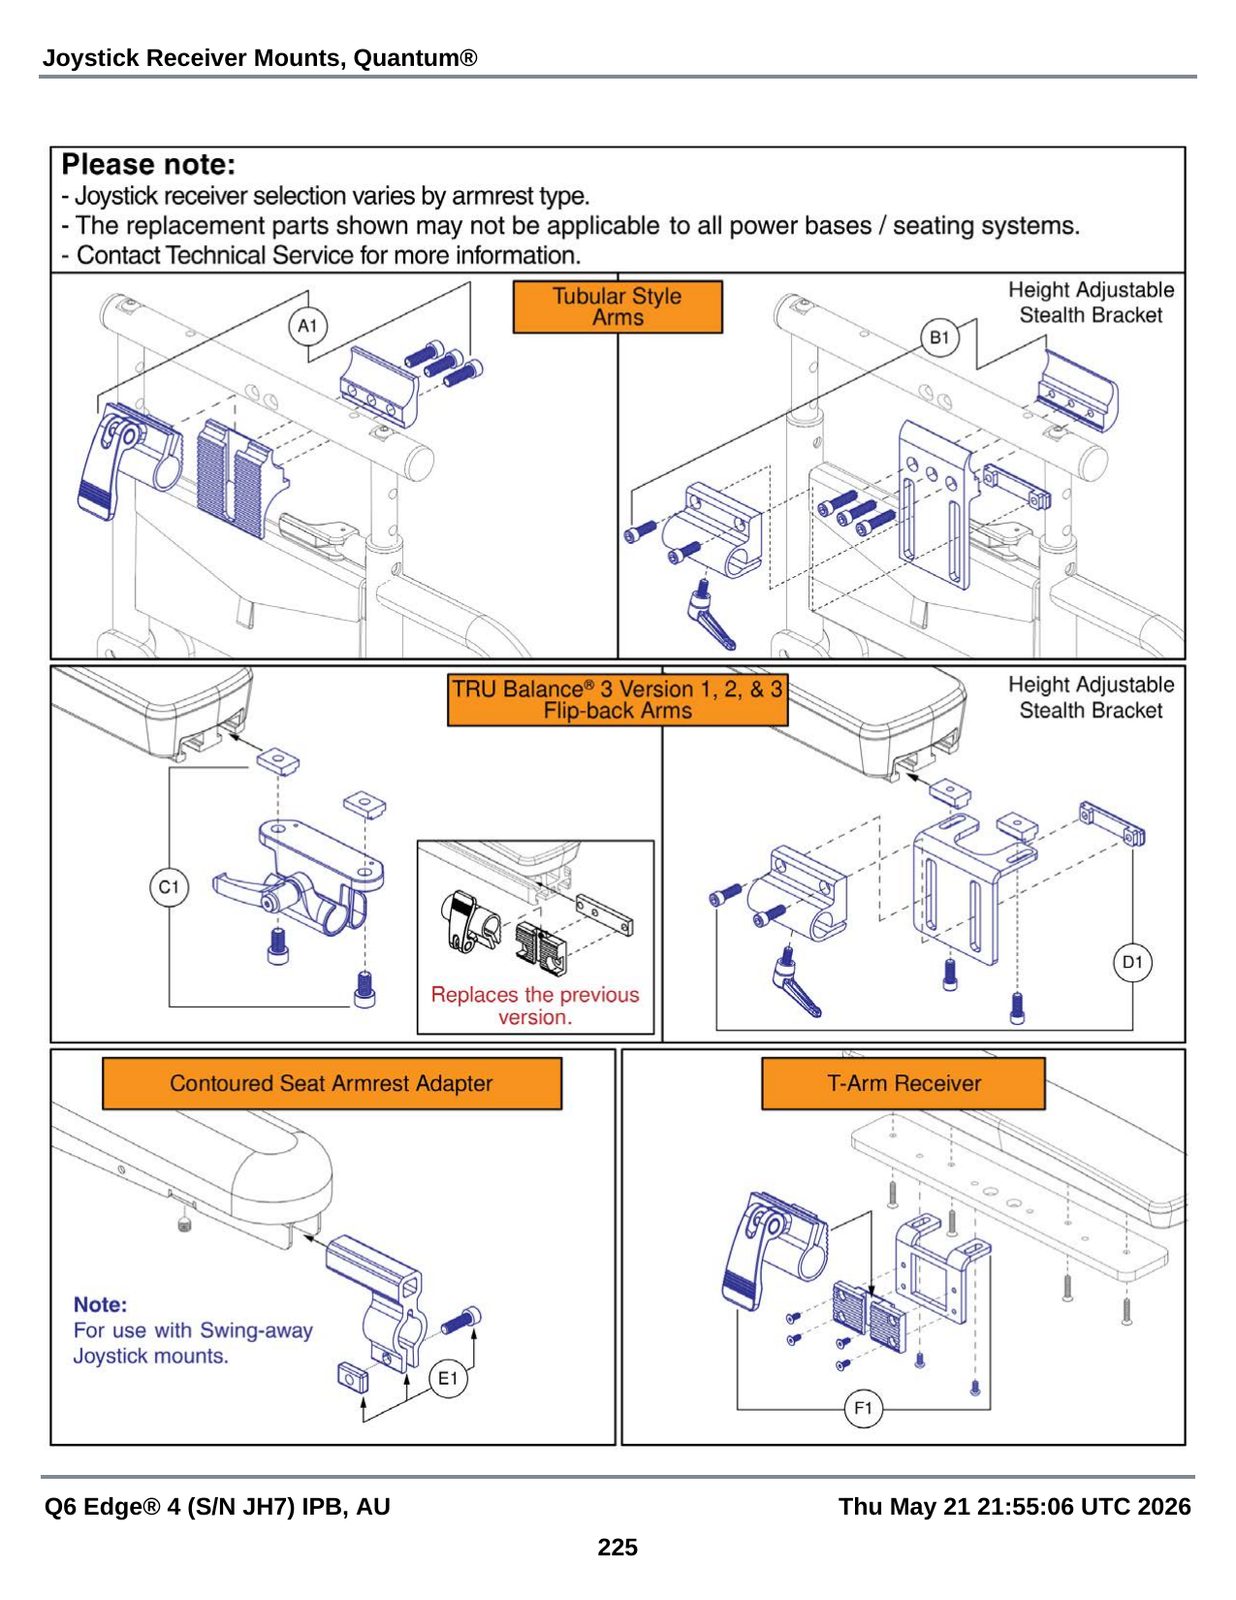 Joystick Receiver Mounts, Quantum®
Please note:
- Joystick receiver selection varies by armrest type.
- The replacement parts shown may not be applicable to all power bases / seating systems.
- Contact Technical Service for more information.
Tubular Style
Arms
A1
Height Adjustable
Stealth Bracket
B1
TRU Balance® 3 Version 1, 2, & 3
Flip-back Arms
C1
Replaces the previous
version.
Height Adjustable
Stealth Bracket
D1
Contoured Seat Armrest Adapter
Note:
For use with Swing-away
Joystick mounts.
E1
T-Arm Receiver
F1
Q6 Edge® 4 (S/N JH7) IPB, AU
Thu May 21 21:55:06 UTC 2026
225